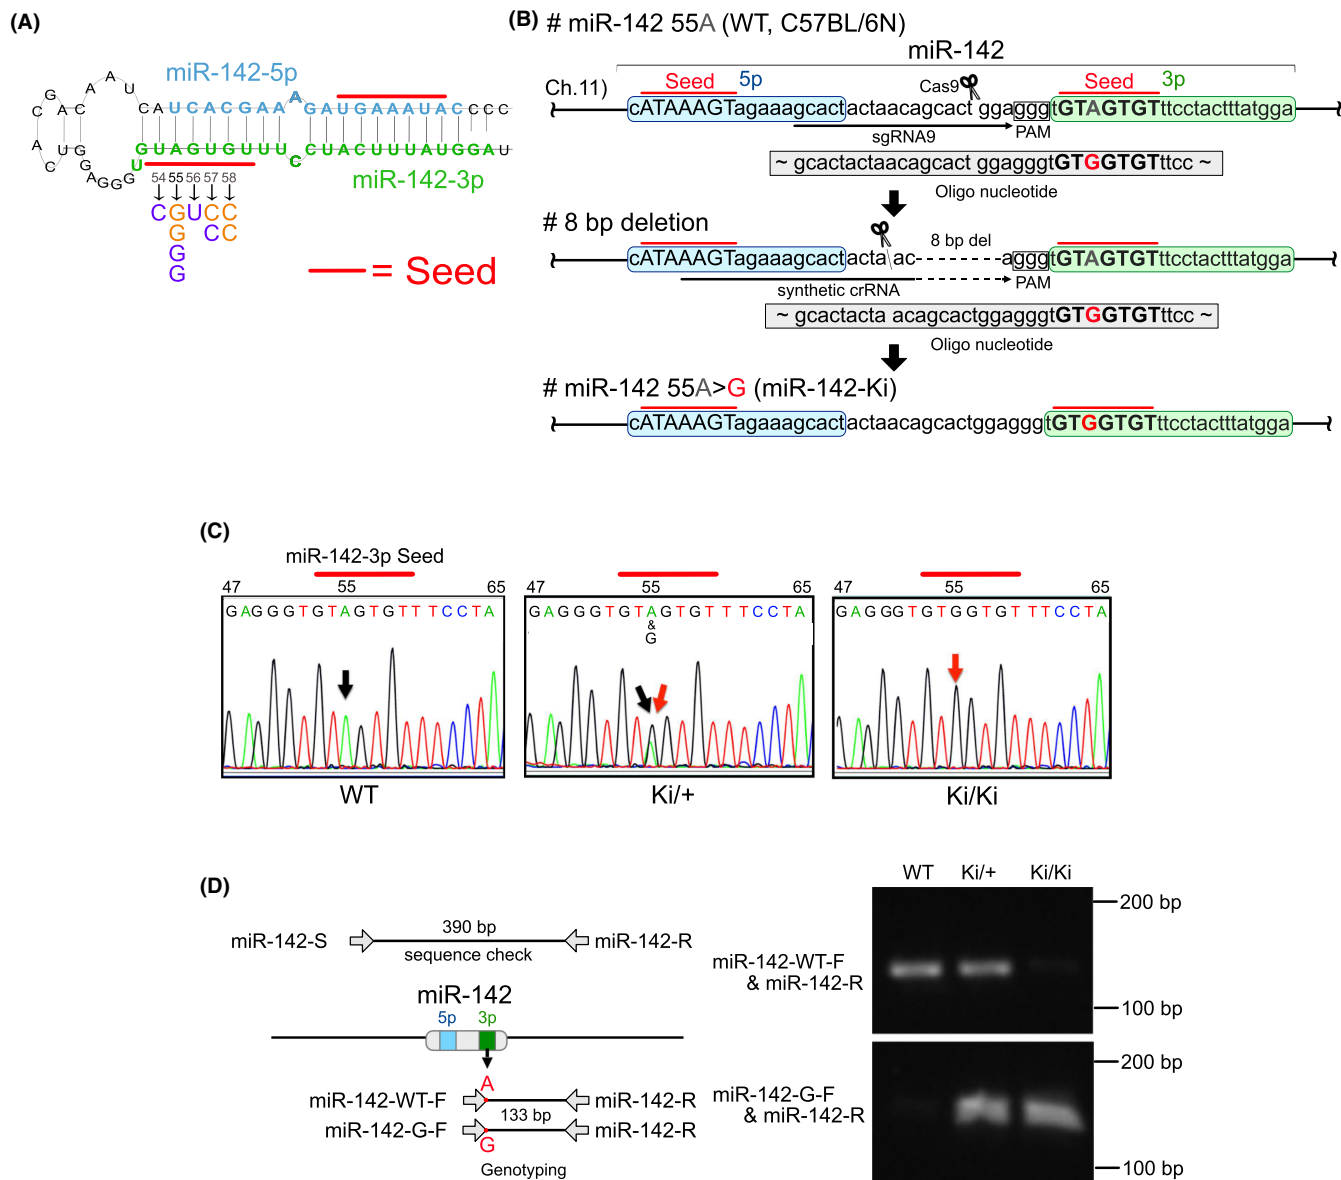 (A)
miR-142-5p
G A C A A U C A U C A C G A A A G A U G A A A U A C C C C
C A C U G G G A G G G U G U A G U G U U U C C U A C U U U A U G G A U
miR-142-3p
54 55 56 57 58
C G U C C
G C C
G
G
= Seed
(B) # miR-142 55A (WT, C57BL/6N)
miR-142
Seed 5p Cas9 Seed 3p
Ch.11)
cATAAAGTagaaagcactactaacagcact ggagggtGTAGTGTttcctactttatgga
sgRNA9 PAM
~ gcactactaacagcact ggagggtGTGGTGTttcc ~
Oligo nucleotide
# 8 bp deletion
8 bp del
cATAAAGTagaaagcactacta ac agggtGTAGTGTttcctactttatgga
synthetic crRNA PAM
~ gcactacta acagcactggagggtGTGGTGTttcc ~
Oligo nucleotide
# miR-142 55A>G (miR-142-Ki)
cATAAAGTagaaagcactactaacagcactggagggtGTGGTGTttcctactttatgga
(C)
miR-142-3p Seed
47 55 65
GAGGGTGTAGTGTTTCCTA
WT
47 55 65
GAGGGTGTAGTGTTTCCTA
&
G
Ki/+
47 55 65
GAGGGTGTGGTGTTTCCTA
Ki/Ki
(D)
miR-142-S 390 bp miR-142-R
sequence check
miR-142
5p 3p
A
miR-142-WT-F miR-142-R
133 bp
miR-142-G-F miR-142-R
G
Genotyping
WT Ki/+ Ki/Ki
200 bp
miR-142-WT-F
& miR-142-R
100 bp
200 bp
miR-142-G-F
& miR-142-R
100 bp